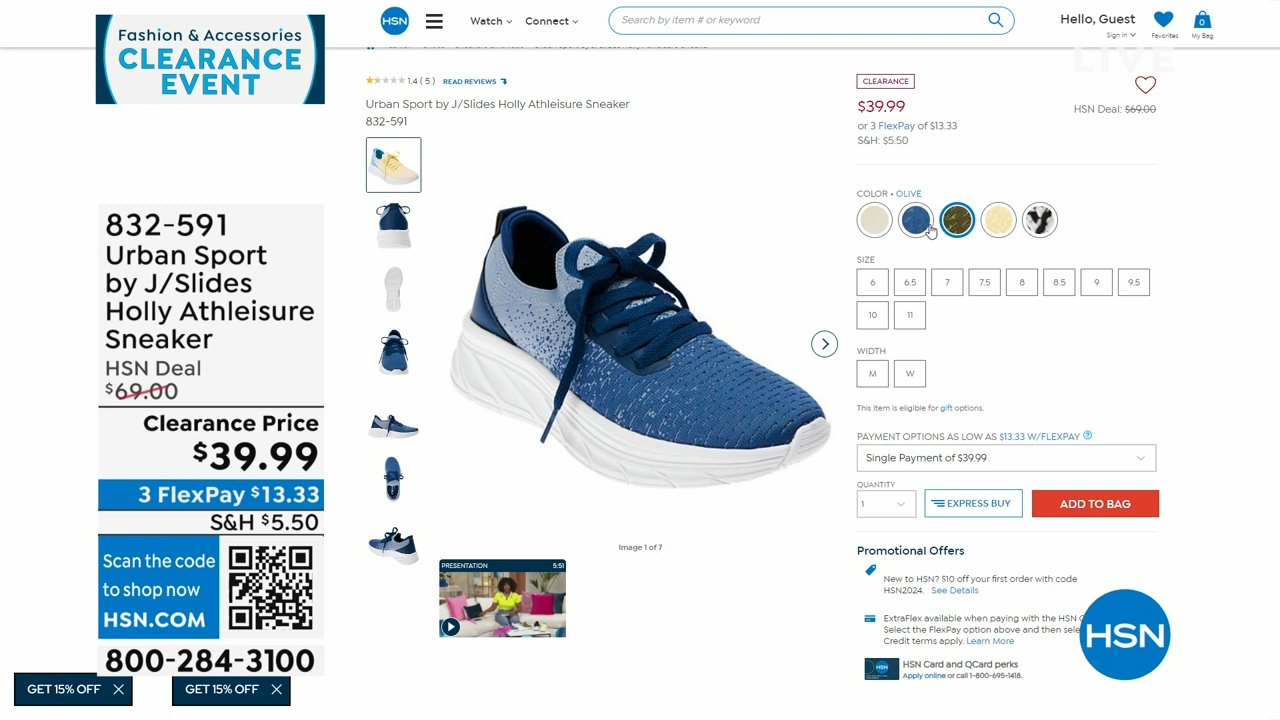 Fashion & Accessories
CLEARANCE
EVENT
HSN
Watch
Connect
Search by item # or keyword
Hello, Guest
Sign In
Favorites
0
My Bag
LIVE
1.4 ( 5 )
READ REVIEWS
Urban Sport by J/Slides Holly Athleisure Sneaker
832-591
CLEARANCE
$39.99
HSN Deal: $69.00
or 3 FlexPay of $13.33
S&H: $5.50
COLOR • OLIVE
SIZE
6 6.5 7 7.5 8 8.5 9 9.5
10 11
WIDTH
M W
This item is eligible for gift options.
PAYMENT OPTIONS AS LOW AS $13.33 W/FLEXPAY
Single Payment of $39.99
QUANTITY
1
EXPRESS BUY
ADD TO BAG
Image 1 of 7
PRESENTATION 5:51
Promotional Offers
New to HSN? $10 off your first order with code
HSN2024. See Details
ExtraFlex available when paying with the HSN
Select the FlexPay option above and then
Credit terms apply. Learn More
HSN
HSN Card and QCard perks
Apply online or call 1-800-695-1418.
HSN
832-591
Urban Sport
by J/Slides
Holly Athleisure
Sneaker
HSN Deal
$69.00
Clearance Price
$39.99
3 FlexPay $13.33
S&H $5.50
Scan the code
to shop now
HSN.COM
800-284-3100
GET 15% OFF
GET 15% OFF